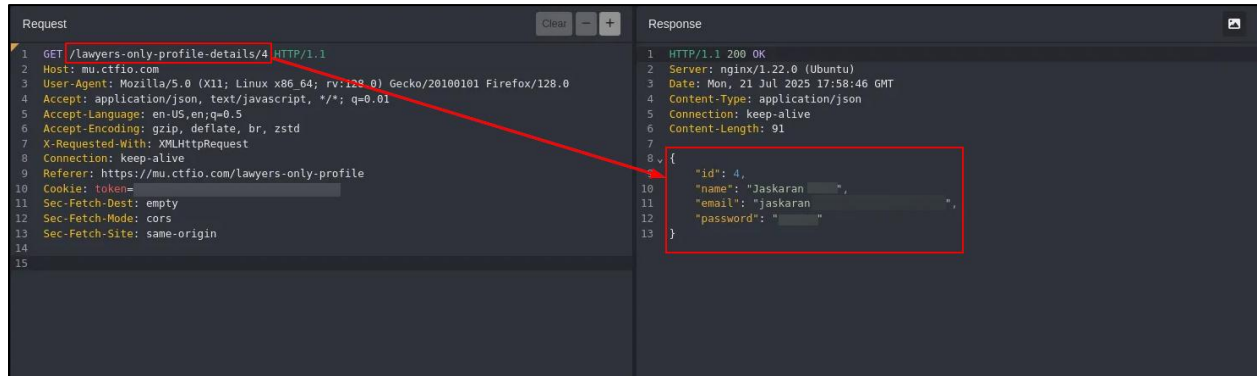 Request
Clear − +
1 GET /lawyers-only-profile-details/4 HTTP/1.1
2 Host: mu.ctfio.com
3 User-Agent: Mozilla/5.0 (X11; Linux x86_64; rv:128.0) Gecko/20100101 Firefox/128.0
4 Accept: application/json, text/javascript, */*; q=0.01
5 Accept-Language: en-US,en;q=0.5
6 Accept-Encoding: gzip, deflate, br, zstd
7 X-Requested-With: XMLHttpRequest
8 Connection: keep-alive
9 Referer: https://mu.ctfio.com/lawyers-only-profile
10 Cookie: token=
11 Sec-Fetch-Dest: empty
12 Sec-Fetch-Mode: cors
13 Sec-Fetch-Site: same-origin
14
15
Response
1 HTTP/1.1 200 OK
2 Server: nginx/1.22.0 (Ubuntu)
3 Date: Mon, 21 Jul 2025 17:58:46 GMT
4 Content-Type: application/json
5 Connection: keep-alive
6 Content-Length: 91
7
8 {
9 "id": 4,
10 "name": "Jaskaran ",
11 "email": "jaskaran ",
12 "password": " "
13 }